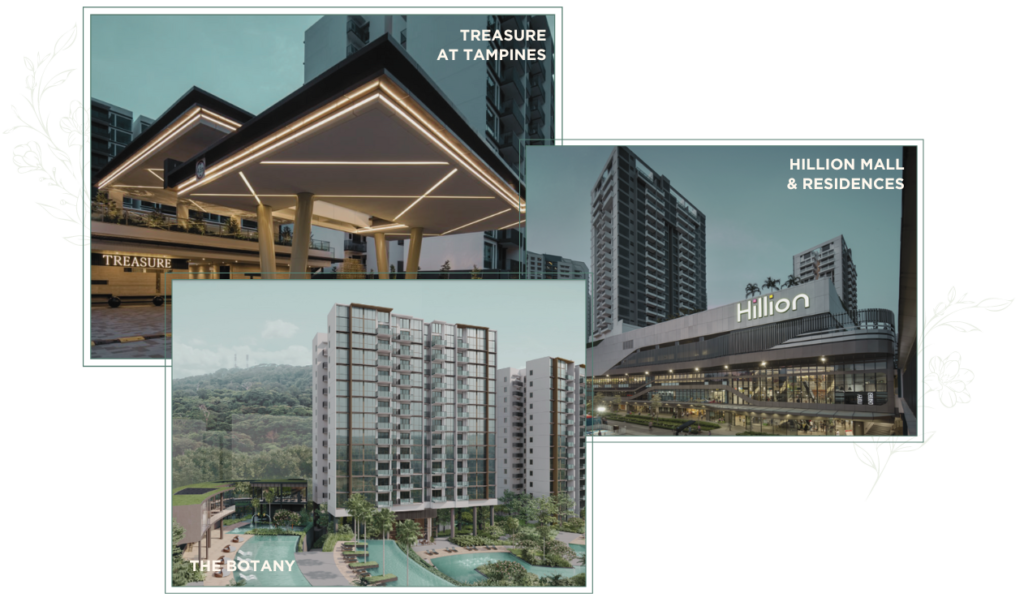 TREASURE
AT TAMPINES
TREASURE
HILLION MALL
& RESIDENCES
Hillion
THE BOTANY